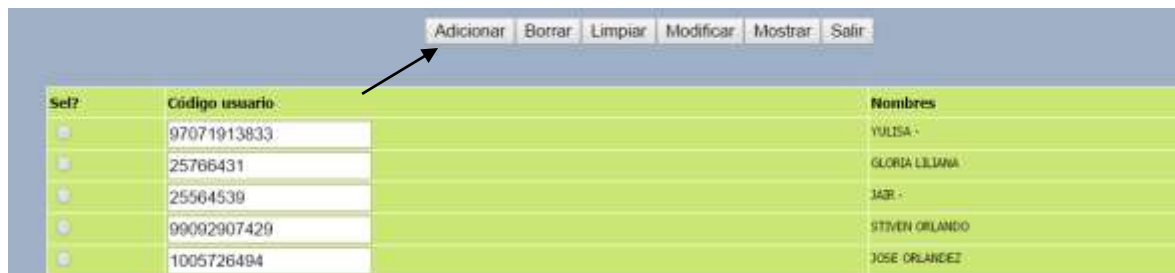 Adicionar Borrar Limpiar Modificar Mostrar Salir
Sel? Código usuario Nombres
97071913833 YULISA -
25766431 GLORIA LILIANA
25564539 JAIR -
99092907429 STIVEN ORLANDO
1005726494 JOSE ORLANDEZ